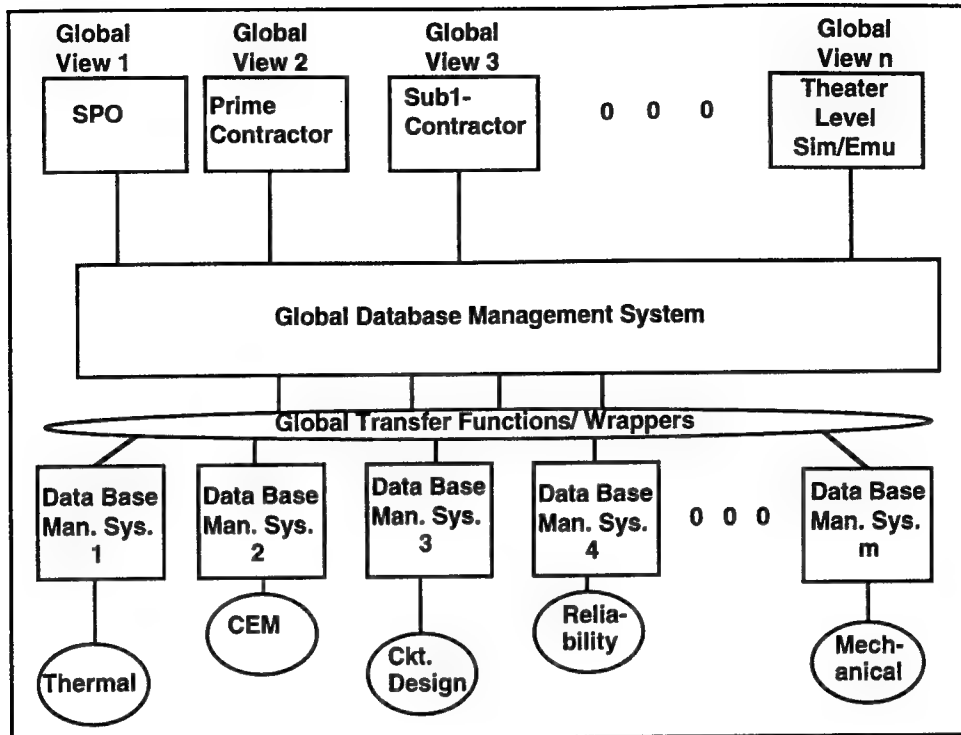 Global
View 1
Global
View 2
Global
View 3
Global
View n
SPO
Prime
Contractor
Sub1-
Contractor
0 0 0
Theater
Level
Sim/Emu
Global Database Management System
Global Transfer Functions/ Wrappers
Data Base
Man. Sys.
1
Data Base
Man. Sys.
2
Data Base
Man. Sys.
3
Data Base
Man. Sys.
4
0 0 0
Data Base
Man. Sys.
m
Thermal
CEM
Ckt.
Design
Relia-
bility
Mech-
anical